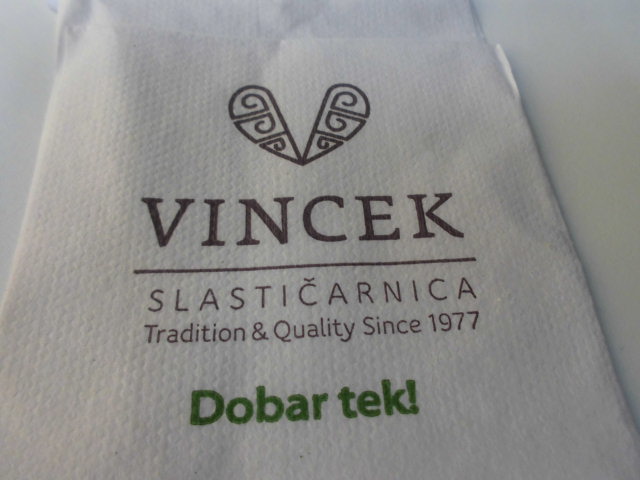 VINCEK
SLASTIČARNICA
Tradition & Quality Since 1977
Dobar tek!